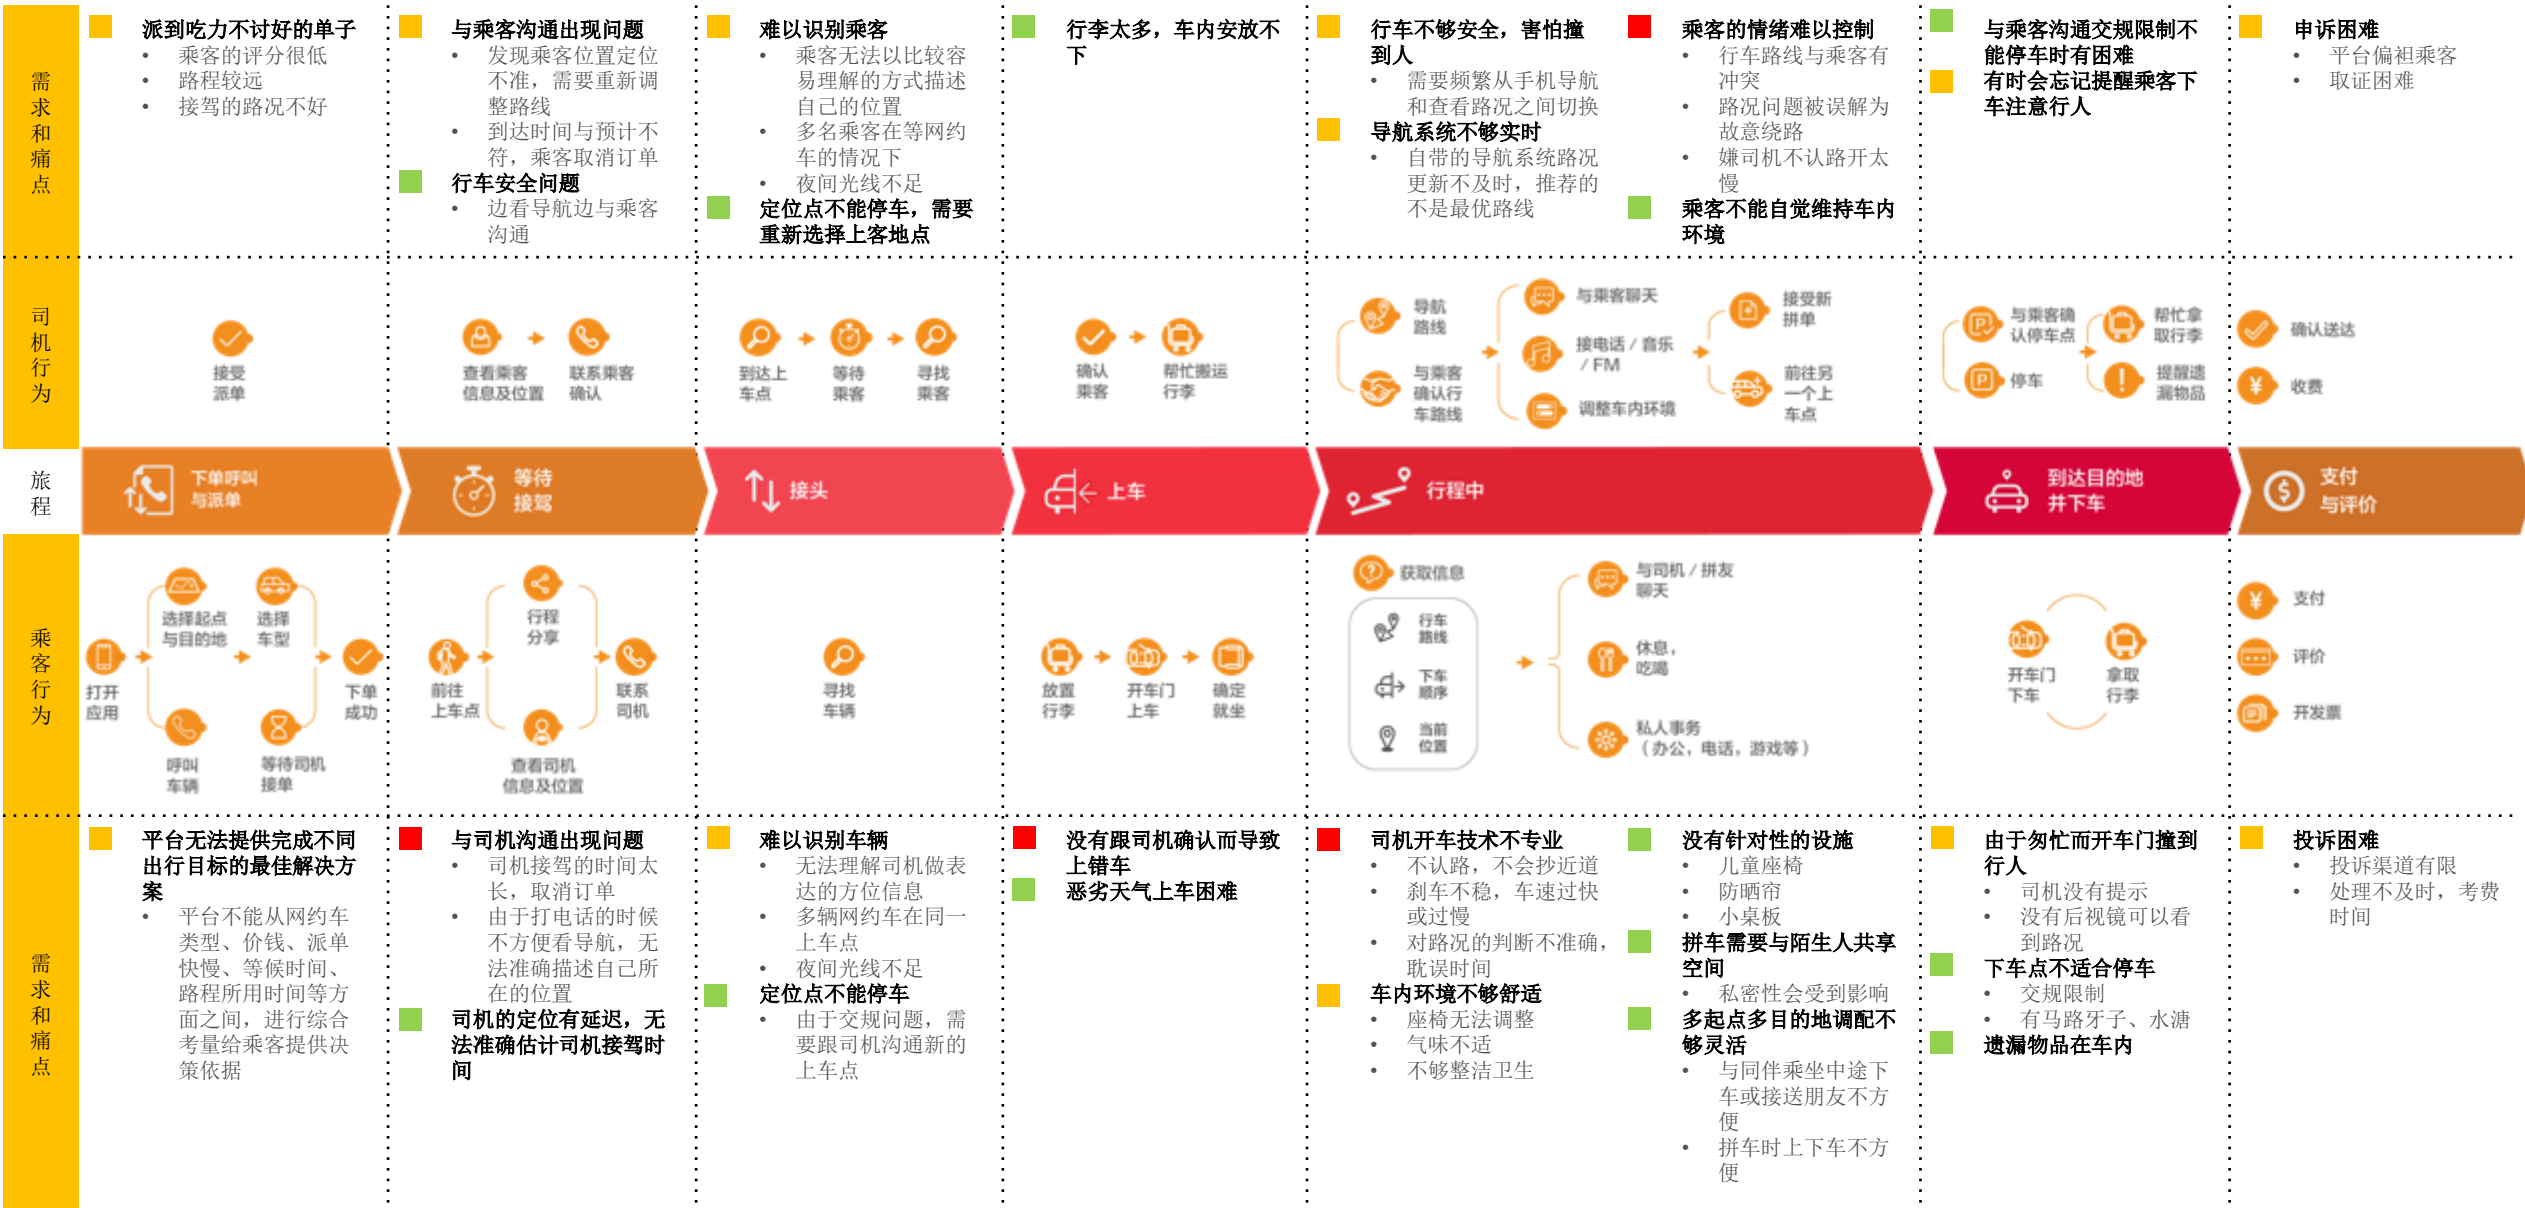 需
求
和
痛
点
派到吃力不讨好的单子
• 乘客的评分很低
• 路程较远
• 接驾的路况不好
与乘客沟通出现问题
• 发现乘客位置定位
不准，需要重新调
整路线
• 到达时间与预计不
符，乘客取消订单
行车安全问题
• 边看导航边与乘客
沟通
难以识别乘客
• 乘客无法以比较容
易理解的方式描述
自己的位置
• 多名乘客在等网约
车的情况下
• 夜间光线不足
定位点不能停车，需要
重新选择上客地点
行李太多，车内安放不
下
行车不够安全，害怕撞
到人
• 需要频繁从手机导航
和查看路况之间切换
导航系统不够实时
• 自带的导航系统路况
更新不及时，推荐的
不是最优路线
乘客的情绪难以控制
• 行车路线与乘客有
冲突
• 路况问题被误解为
故意绕路
• 嫌司机不认路开太
慢
乘客不能自觉维持车内
环境
与乘客沟通交规限制不
能停车时有困难
有时会忘记提醒乘客下
车注意行人
申诉困难
• 平台偏袒乘客
• 取证困难
司
机
行
为
接受
派单
查看乘客
信息及位置
联系乘客
确认
到达上
车点
等待
乘客
寻找
乘客
确认
乘客
帮忙搬运
行李
导航
路线
与乘客
确认行
车路线
与乘客聊天
接电话 / 音乐
/ FM
调整车内环境
接受新
拼单
前往另
一个上
车点
与乘客确
认停车点
停车
帮忙拿
取行李
提醒遗
漏物品
确认送达
收费
旅
程
下单呼叫
与派单
等待
接驾
接头
上车
行程中
到达目的地
并下车
支付
与评价
乘
客
行
为
打开
应用
选择起点
与目的地
呼叫
车辆
选择
车型
等待司机
接单
下单
成功
前往
上车点
行程
分享
查看司机
信息及位置
联系
司机
寻找
车辆
放置
行李
开车门
上车
确定
就坐
获取信息
行车
路线
下车
顺序
当前
位置
与司机 / 拼友
聊天
休息，
吃喝
私人事务
（办公，电话，游戏等）
开车门
下车
拿取
行李
支付
评价
开发票
需
求
和
痛
点
平台无法提供完成不同
出行目标的最佳解决方
案
• 平台不能从网约车
类型、价钱、派单
快慢、等候时间、
路程所用时间等方
面之间，进行综合
考量给乘客提供决
策依据
与司机沟通出现问题
• 司机接驾的时间太
长，取消订单
• 由于打电话的时候
不方便看导航，无
法准确描述自己所
在的位置
司机的定位有延迟，无
法准确估计司机接驾时
间
难以识别车辆
• 无法理解司机做表
达的方位信息
• 多辆网约车在同一
上车点
• 夜间光线不足
定位点不能停车
• 由于交规问题，需
要跟司机沟通新的
上车点
没有跟司机确认而导致
上错车
恶劣天气上车困难
司机开车技术不专业
• 不认路，不会抄近道
• 刹车不稳，车速过快
或过慢
• 对路况的判断不准确，
耽误时间
车内环境不够舒适
• 座椅无法调整
• 气味不适
• 不够整洁卫生
没有针对性的设施
• 儿童座椅
• 防晒帘
• 小桌板
拼车需要与陌生人共享
空间
• 私密性会受到影响
多起点多目的地调配不
够灵活
• 与同伴乘坐中途下
车或接送朋友不方
便
• 拼车时上下车不方
便
由于匆忙而开车门撞到
行人
• 司机没有提示
• 没有后视镜可以看
到路况
下车点不适合停车
• 交规限制
• 有马路牙子、水溏
遗漏物品在车内
投诉困难
• 投诉渠道有限
• 处理不及时，考费
时间